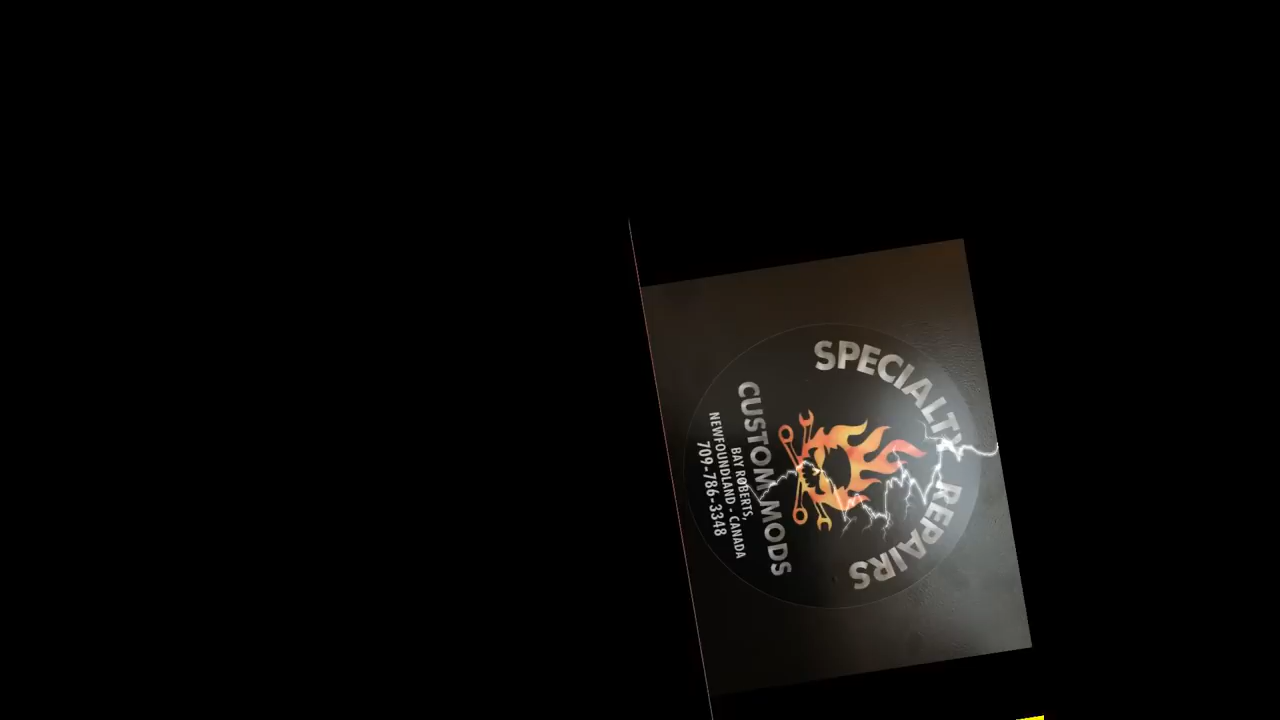 SPECIALTY REPAIRS
CUSTOM MODS
BAY ROBERTS,
NEWFOUNDLAND - CANADA
709-786-3348